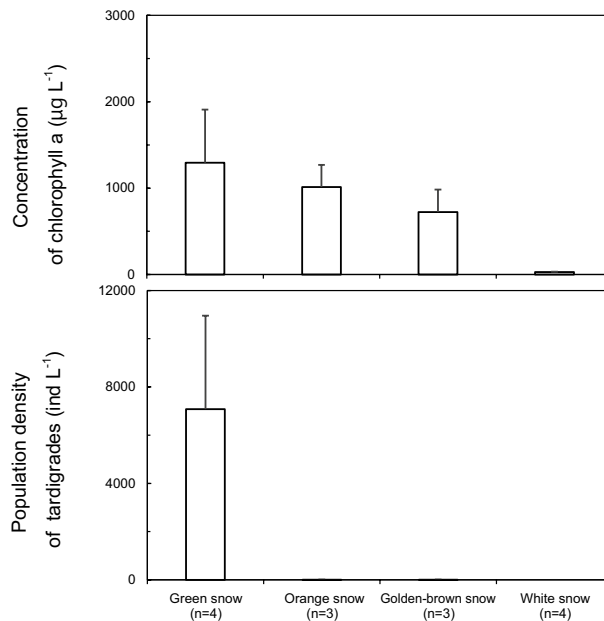 Concentration
of chlorophyll a (µg L⁻¹)
3000
2000
1000
0
Population density
of tardigrades (ind L⁻¹)
12000
8000
4000
0
Green snow
(n=4)
Orange snow
(n=3)
Golden-brown snow
(n=3)
White snow
(n=4)